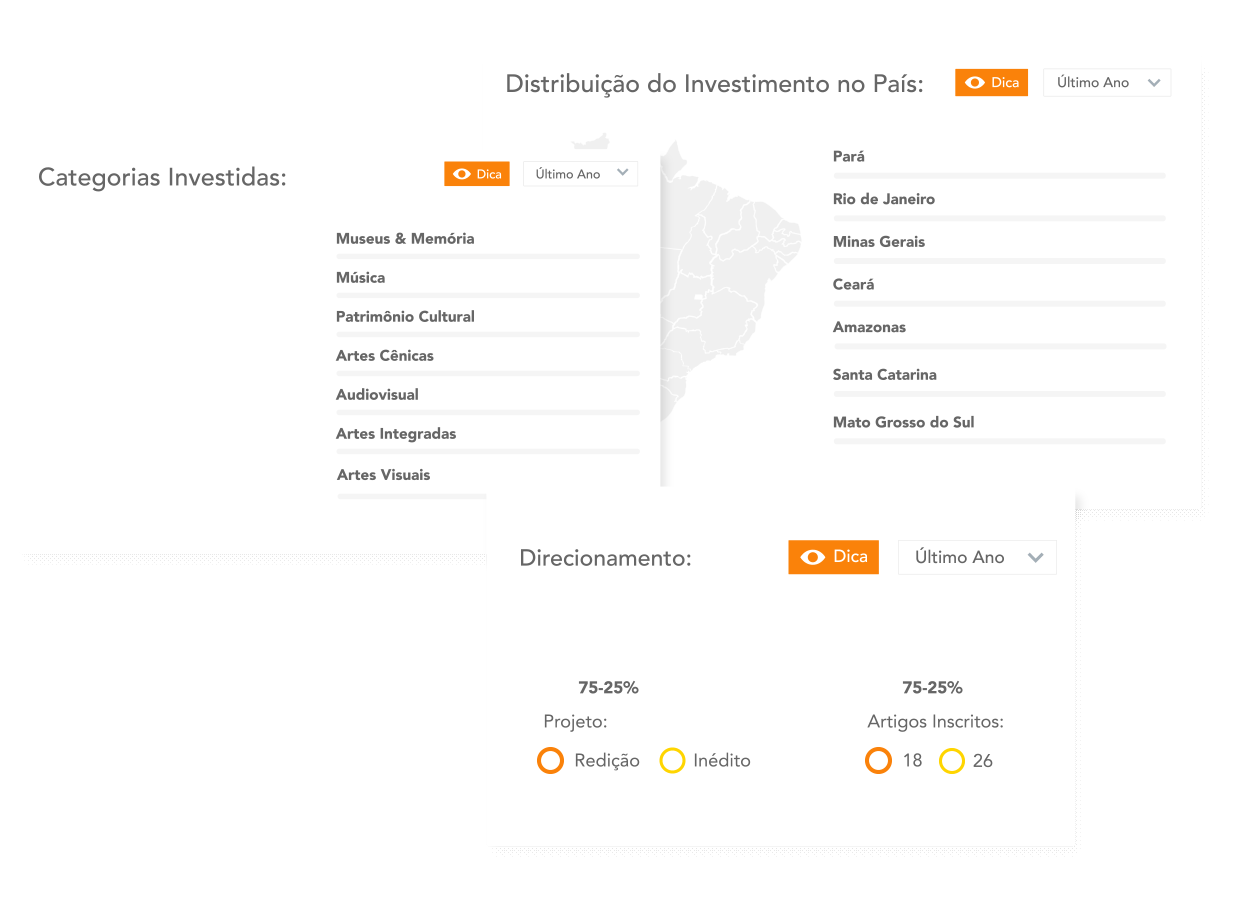 Distribuição do Investimento no País:
Dica
Último Ano
Pará
Rio de Janeiro
Minas Gerais
Ceará
Amazonas
Santa Catarina
Mato Grosso do Sul
Categorias Investidas:
Dica
Último Ano
Museus & Memória
Música
Patrimônio Cultural
Artes Cênicas
Audiovisual
Artes Integradas
Artes Visuais
Direcionamento:
Dica
Último Ano
75-25%
Projeto:
Redição
Inédito
75-25%
Artigos Inscritos:
18
26